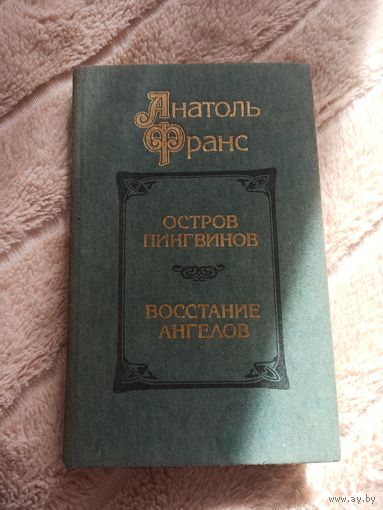 Анатоль
Франс
ОСТРОВ
ПИНГВИНОВ
ВОССТАНИЕ
АНГЕЛОВ
www.ay.by